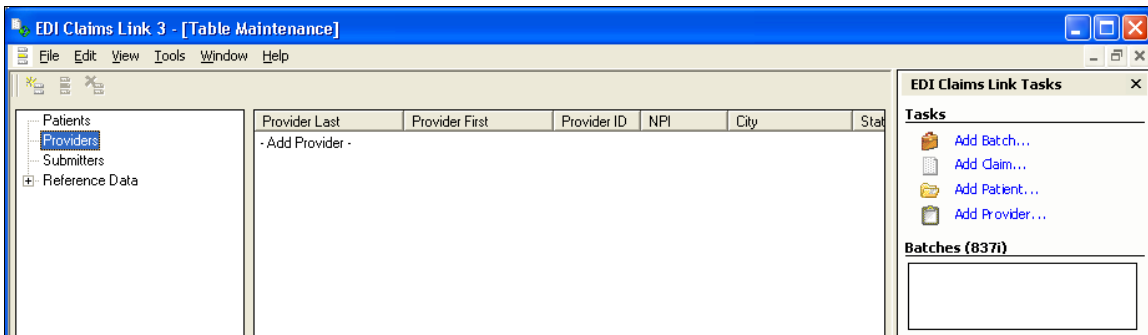 EDI Claims Link 3 - [Table Maintenance]
File Edit View Tools Window Help
Patients
Providers
Submitters
Reference Data
Provider Last Provider First Provider ID NPI City Stat
- Add Provider -
EDI Claims Link Tasks
Tasks
Add Batch...
Add Claim...
Add Patient...
Add Provider...
Batches (837i)